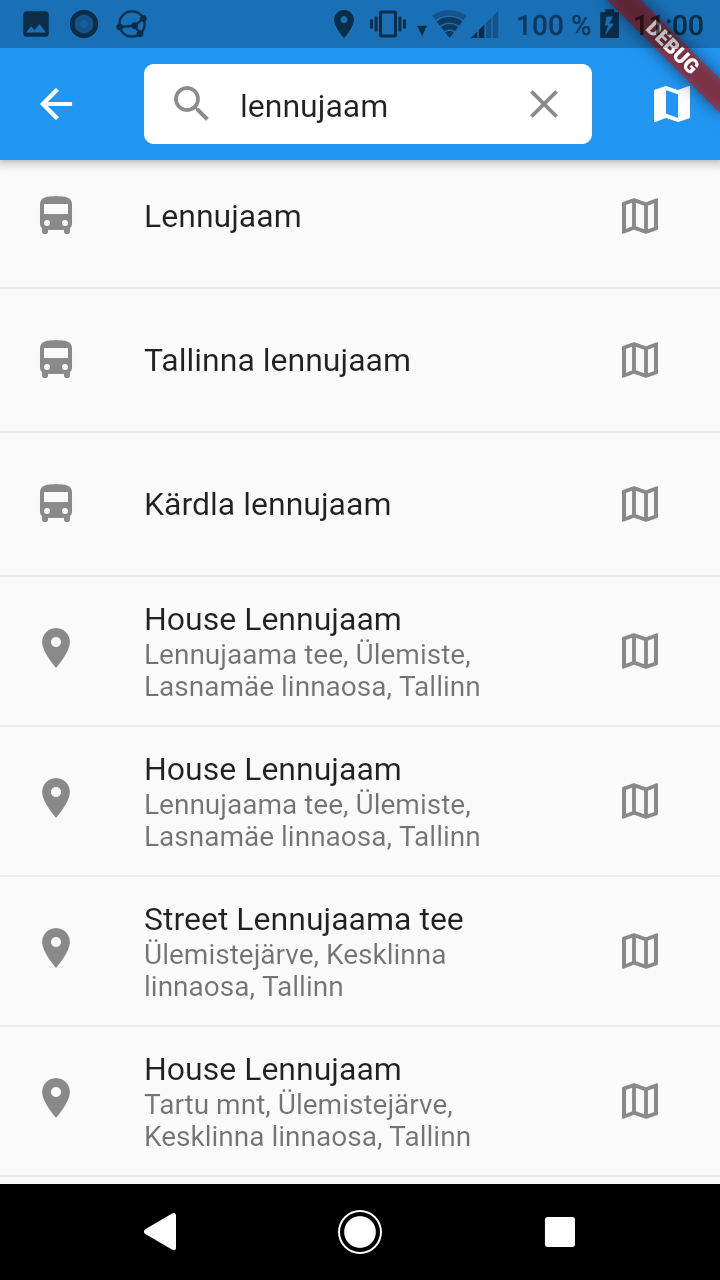 100 % 11:00
DEBUG
lennujaam
Lennujaam
Tallinna lennujaam
Kärdla lennujaam
House Lennujaam
Lennujaama tee, Ülemiste,
Lasnamäe linnaosa, Tallinn
House Lennujaam
Lennujaama tee, Ülemiste,
Lasnamäe linnaosa, Tallinn
Street Lennujaama tee
Ülemistejärve, Kesklinna
linnaosa, Tallinn
House Lennujaam
Tartu mnt, Ülemistejärve,
Kesklinna linnaosa, Tallinn